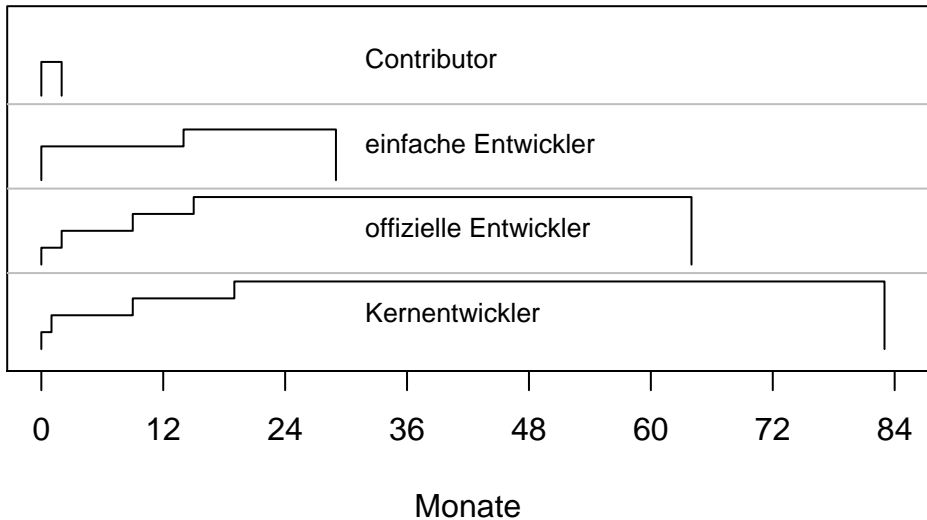 Contributor
einfache Entwickler
offizielle Entwickler
Kernentwickler
0 12 24 36 48 60 72 84
Monate